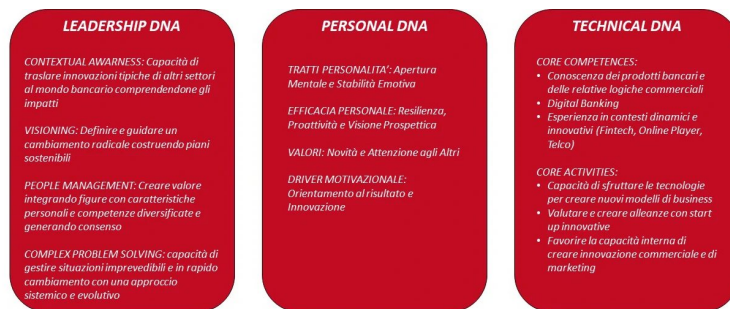 LEADERSHIP DNA
CONTEXTUAL AWARNESS: Capacità di
traslare innovazioni tipiche di altri settori
al mondo bancario comprendendone gli
impatti
VISIONING: Definire e guidare un
cambiamento radicale costruendo piani
sostenibili
PEOPLE MANAGEMENT: Creare valore
integrando figure con caratteristiche
personali e competenze diversificate e
generando consenso
COMPLEX PROBLEM SOLVING: capacità di
gestire situazioni imprevedibili e in rapido
cambiamento con una approccio
sistemico e evolutivo
PERSONAL DNA
TRATTI PERSONALITA’: Apertura
Mentale e Stabilità Emotiva
EFFICACIA PERSONALE: Resilienza,
Proattività e Visione Prospettica
VALORI: Novità e Attenzione agli Altri
DRIVER MOTIVAZIONALE:
Orientamento al risultato e
Innovazione
TECHNICAL DNA
CORE COMPETENCES:
• Conoscenza dei prodotti bancari e
delle relative logiche commerciali
• Digital Banking
• Esperienza in contesti dinamici e
innovativi (Fintech, Online Player,
Telco)
CORE ACTIVITIES:
• Capacità di sfruttare le tecnologie
per creare nuovi modelli di business
• Valutare e creare alleanze con start
up innovative
• Favorire la capacità interna di
creare innovazione commerciale e di
marketing